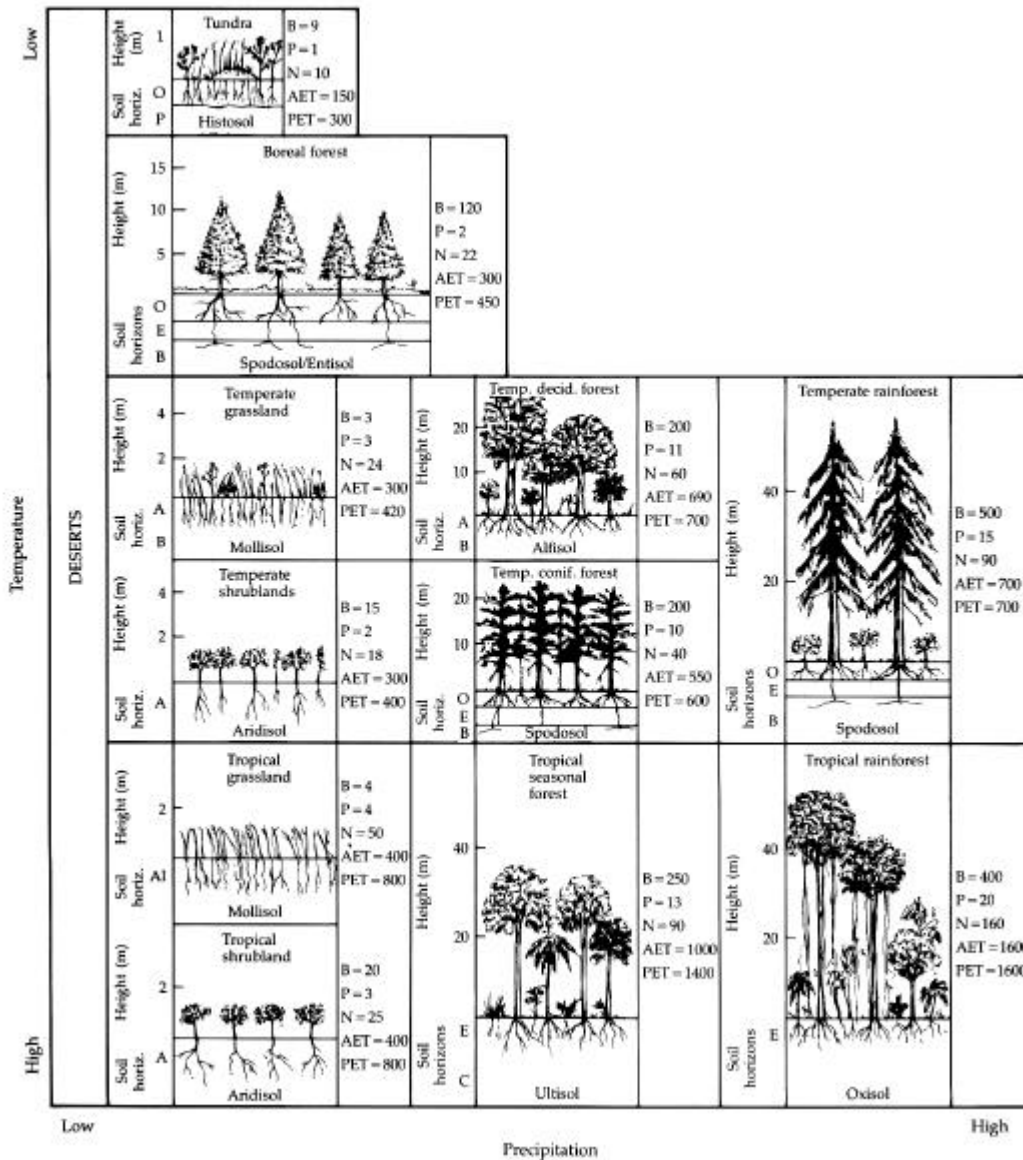 Low
Temperature
High
DESERTS
Height (m)
1
Soil horiz.
O
P
Tundra
Histosol
B = 9
P = 1
N = 10
AET = 150
PET = 300
Height (m)
15
10
5
Soil horizons
O
E
B
Boreal forest
Spodosol/Entisol
B = 120
P = 2
N = 22
AET = 300
PET = 450
Height (m)
4
2
Soil horiz.
A
B
Temperate
grassland
Mollisol
B = 3
P = 3
N = 24
AET = 300
PET = 420
Height (m)
20
10
Soil horiz.
A
B
Temp. decid. forest
Alfisol
B = 200
P = 11
N = 60
AET = 690
PET = 700
Height (m)
40
20
Soil horizons
O
E
B
Temperate rainforest
Spodosol
B = 500
P = 15
N = 90
AET = 700
PET = 700
Height (m)
4
2
Soil horiz.
A
Temperate
shrublands
Aridisol
B = 15
P = 2
N = 18
AET = 300
PET = 400
Height (m)
20
10
Soil horiz.
O
E
B
Temp. conif. forest
Spodosol
B = 200
P = 10
N = 40
AET = 550
PET = 600
Height (m)
2
Soil horiz.
Al
Tropical
grassland
Mollisol
B = 4
P = 4
N = 50
AET = 400
PET = 800
Height (m)
40
20
Soil horizons
E
C
Tropical
seasonal
forest
Ultisol
B = 250
P = 13
N = 90
AET = 1000
PET = 1400
Height (m)
40
20
Soil horizons
E
Tropical rainforest
Oxisol
B = 400
P = 20
N = 160
AET = 1600
PET = 1600
Height (m)
2
Soil horiz.
A
Tropical
shrubland
Aridisol
B = 20
P = 3
N = 25
AET = 400
PET = 800
Low
Precipitation
High